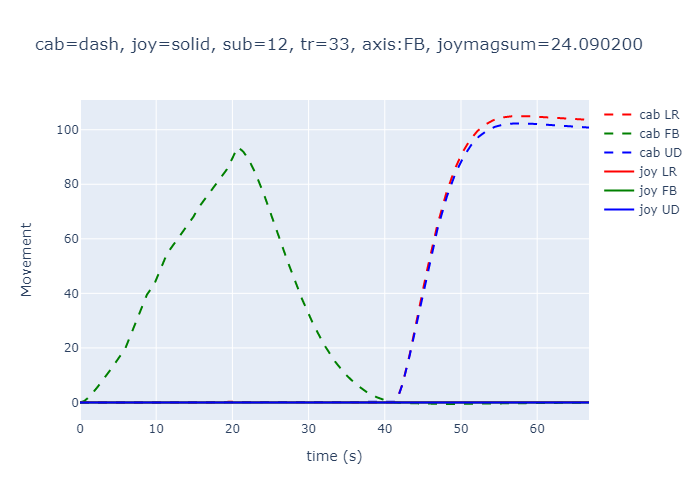 cab=dash, joy=solid, sub=12, tr=33, axis:FB, joymagsum=24.090200
cab LR
cab FB
cab UD
joy LR
joy FB
joy UD
Movement
100
80
60
40
20
0
0 10 20 30 40 50 60
time (s)